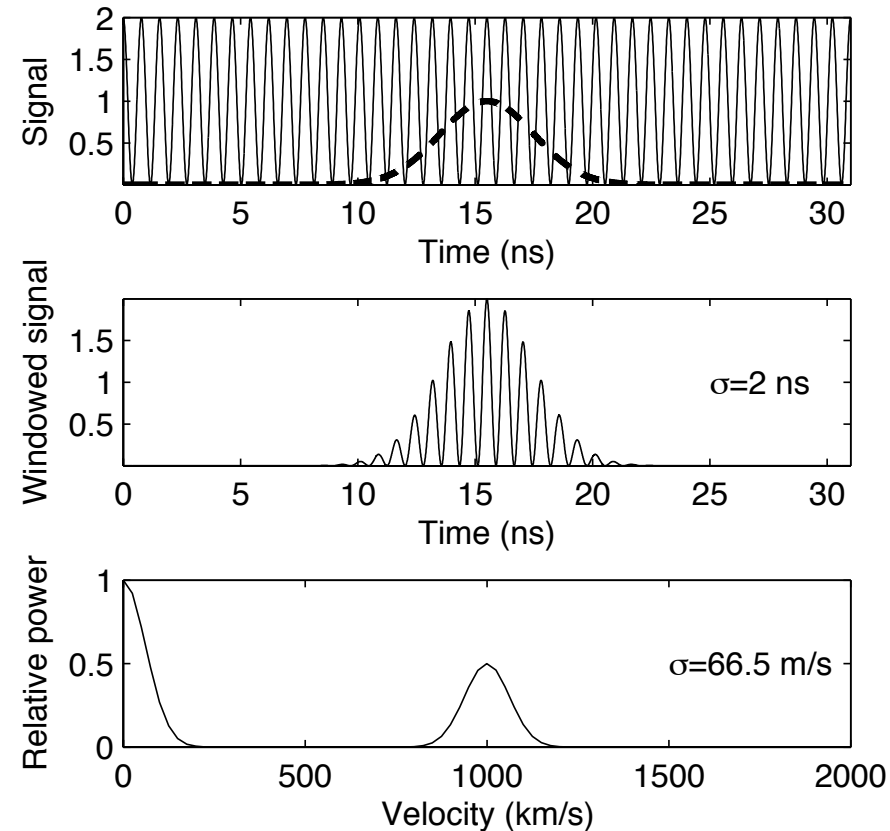 2
1.5
1
0.5
Signal
0 5 10 15 20 25 30
Time (ns)
1.5
1
0.5
Windowed signal
σ=2 ns
0 5 10 15 20 25 30
Time (ns)
1
0.5
0
Relative power
σ=66.5 m/s
0 500 1000 1500 2000
Velocity (km/s)